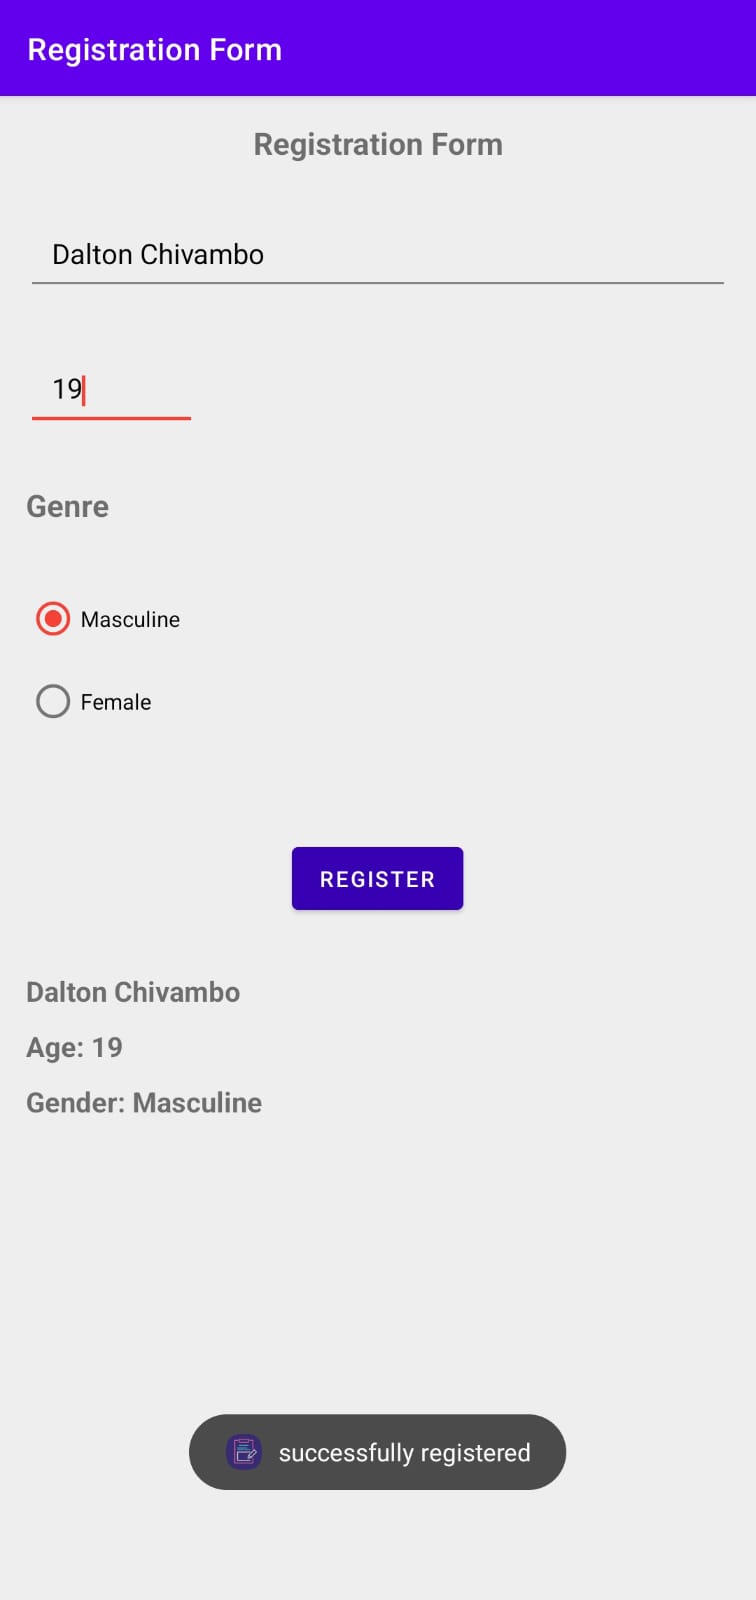 Registration Form
Registration Form
Dalton Chivambo
19
Genre
Masculine
Female
REGISTER
Dalton Chivambo
Age: 19
Gender: Masculine
successfully registered